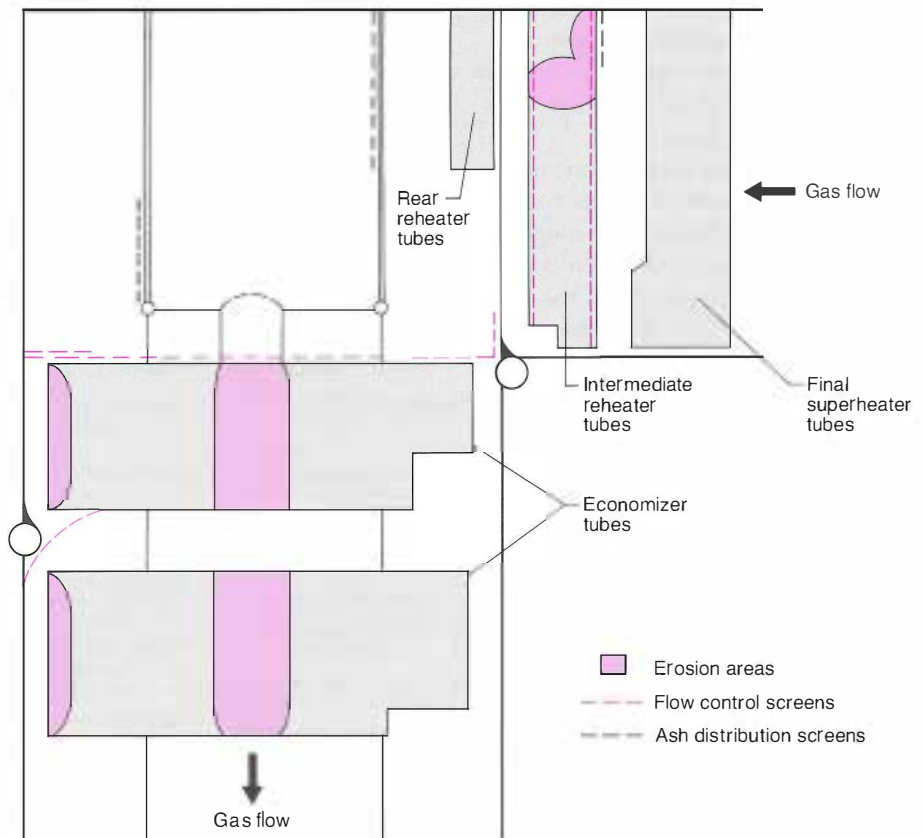 Rear
reheater
tubes
Gas flow
Intermediate
reheater
tubes
Final
superheater
tubes
Economizer
tubes
Erosion areas
Flow control screens
Ash distribution screens
Gas flow